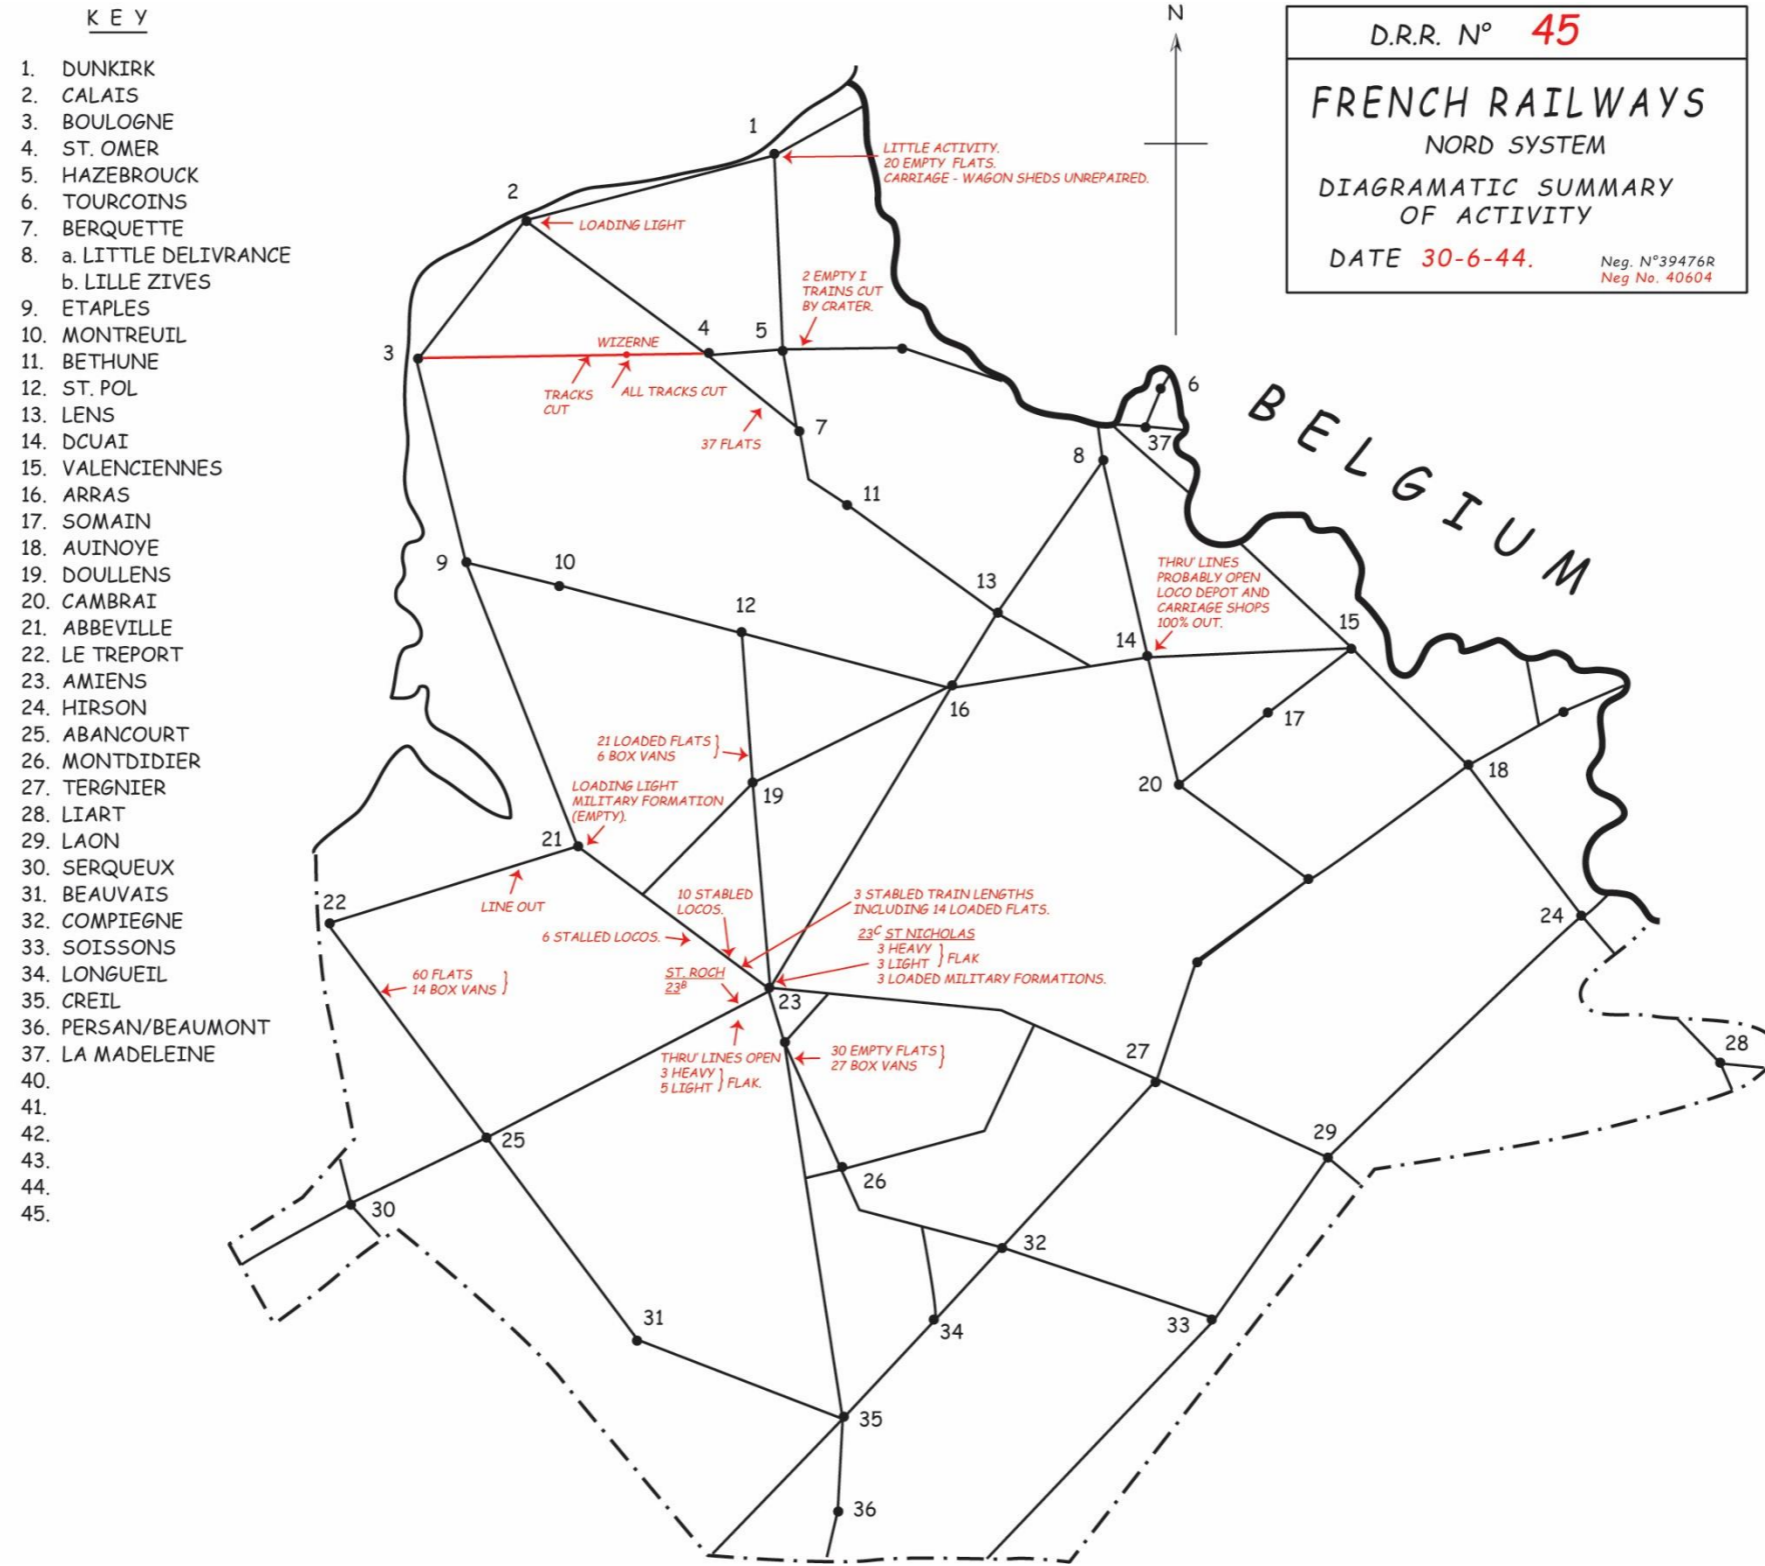 KEY
1. DUNKIRK
2. CALAIS
3. BOULOGNE
4. ST. OMER
5. HAZEBROUCK
6. TOURCOINS
7. BERQUETTE
8. a. LITTLE DELIVRANCE
b. LILLE ZIVES
9. ETAPLES
10. MONTREUIL
11. BETHUNE
12. ST. POL
13. LENS
14. DCUAI
15. VALENCIENNES
16. ARRAS
17. SOMAIN
18. AUINOYE
19. DOULLENS
20. CAMBRAI
21. ABBEVILLE
22. LE TREPORT
23. AMIENS
24. HIRSON
25. ABANCOURT
26. MONTDIDIER
27. TERGNIER
28. LIART
29. LAON
30. SERQUEUX
31. BEAUVAIS
32. COMPIEGNE
33. SOISSONS
34. LONGUEIL
35. CREIL
36. PERSAN/BEAUMONT
37. LA MADELEINE
40.
41.
42.
43.
44.
45.
N
D.R.R. Nº 45
FRENCH RAILWAYS
NORD SYSTEM
DIAGRAMATIC SUMMARY
OF ACTIVITY
DATE 30-6-44.
Neg. Nº39476R
Neg No. 40604
BELGIUM
1
LITTLE ACTIVITY.
20 EMPTY FLATS.
CARRIAGE - WAGON SHEDS UNREPAIRED.
2
LOADING LIGHT
2 EMPTY I
TRAINS CUT
BY CRATER.
3
WIZERNE
4
5
TRACKS
CUT
ALL TRACKS CUT
37 FLATS
7
6
37
8
11
9
10
12
13
THRU' LINES
PROBABLY OPEN
LOCO DEPOT AND
CARRIAGE SHOPS
100% OUT.
14
15
16
17
18
21 LOADED FLATS
6 BOX VANS
19
20
LOADING LIGHT
MILITARY FORMATION
(EMPTY).
21
22
LINE OUT
10 STABLED
LOCOS.
6 STALLED LOCOS.
3 STABLED TRAIN LENGTHS
INCLUDING 14 LOADED FLATS.
23C ST NICHOLAS
3 HEAVY
3 LIGHT } FLAK
3 LOADED MILITARY FORMATIONS.
ST. ROCH
23B
23
24
60 FLATS
14 BOX VANS
THRU' LINES OPEN
3 HEAVY
5 LIGHT } FLAK.
30 EMPTY FLATS
27 BOX VANS
27
28
25
26
29
30
32
31
34
33
35
36